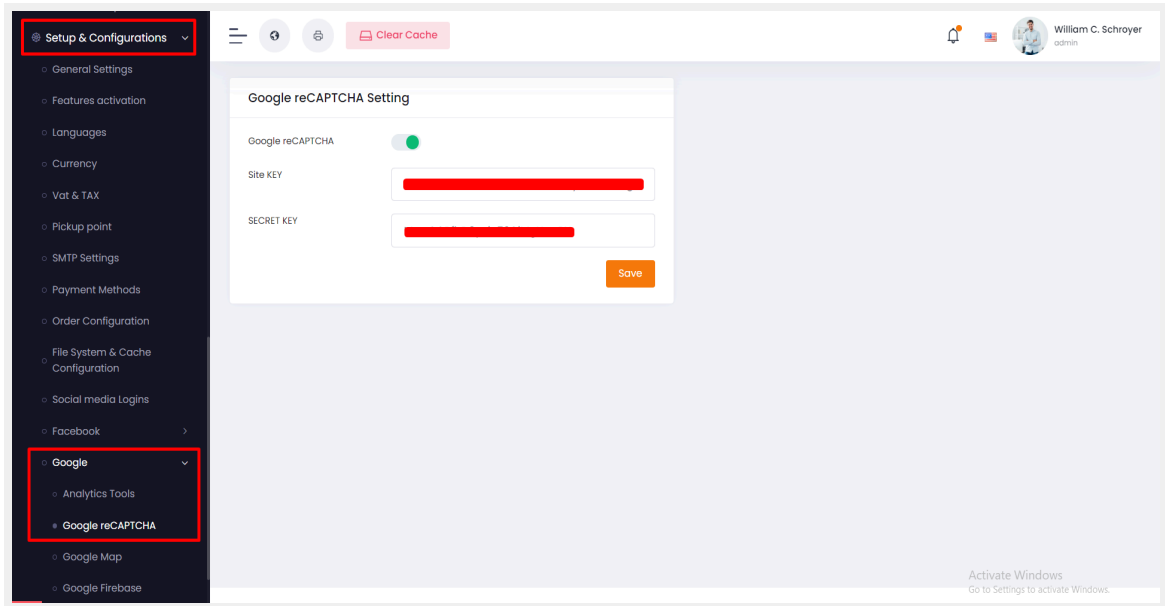 Setup & Configurations
General Settings
Features activation
Languages
Currency
Vat & TAX
Pickup point
SMTP Settings
Payment Methods
Order Configuration
File System & Cache
Configuration
Social media Logins
Facebook
Google
Analytics Tools
Google reCAPTCHA
Google Map
Google Firebase
Clear Cache
William C. Schroyer
admin
Google reCAPTCHA Setting
Google reCAPTCHA
Site KEY
SECRET KEY
Save
Activate Windows
Go to Settings to activate Windows.